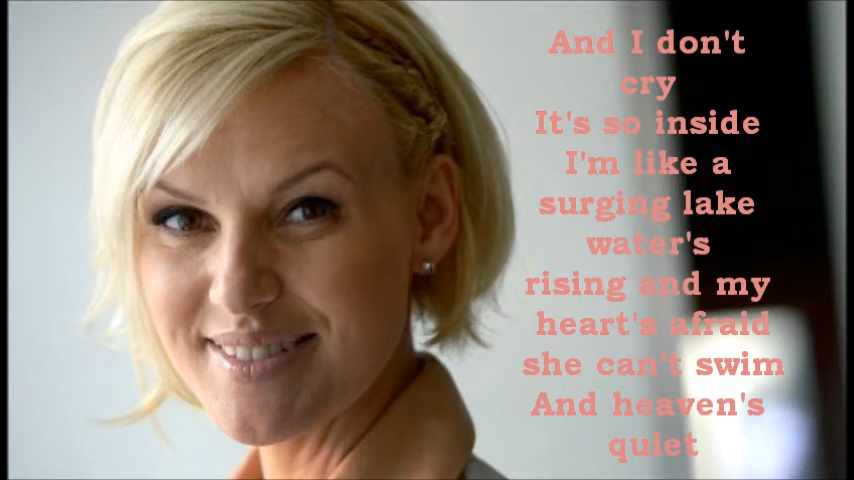 And I don't
cry
It's so inside
I'm like a
surging lake
water's
rising and my
heart's afraid
she can't swim
And heaven's
quiet